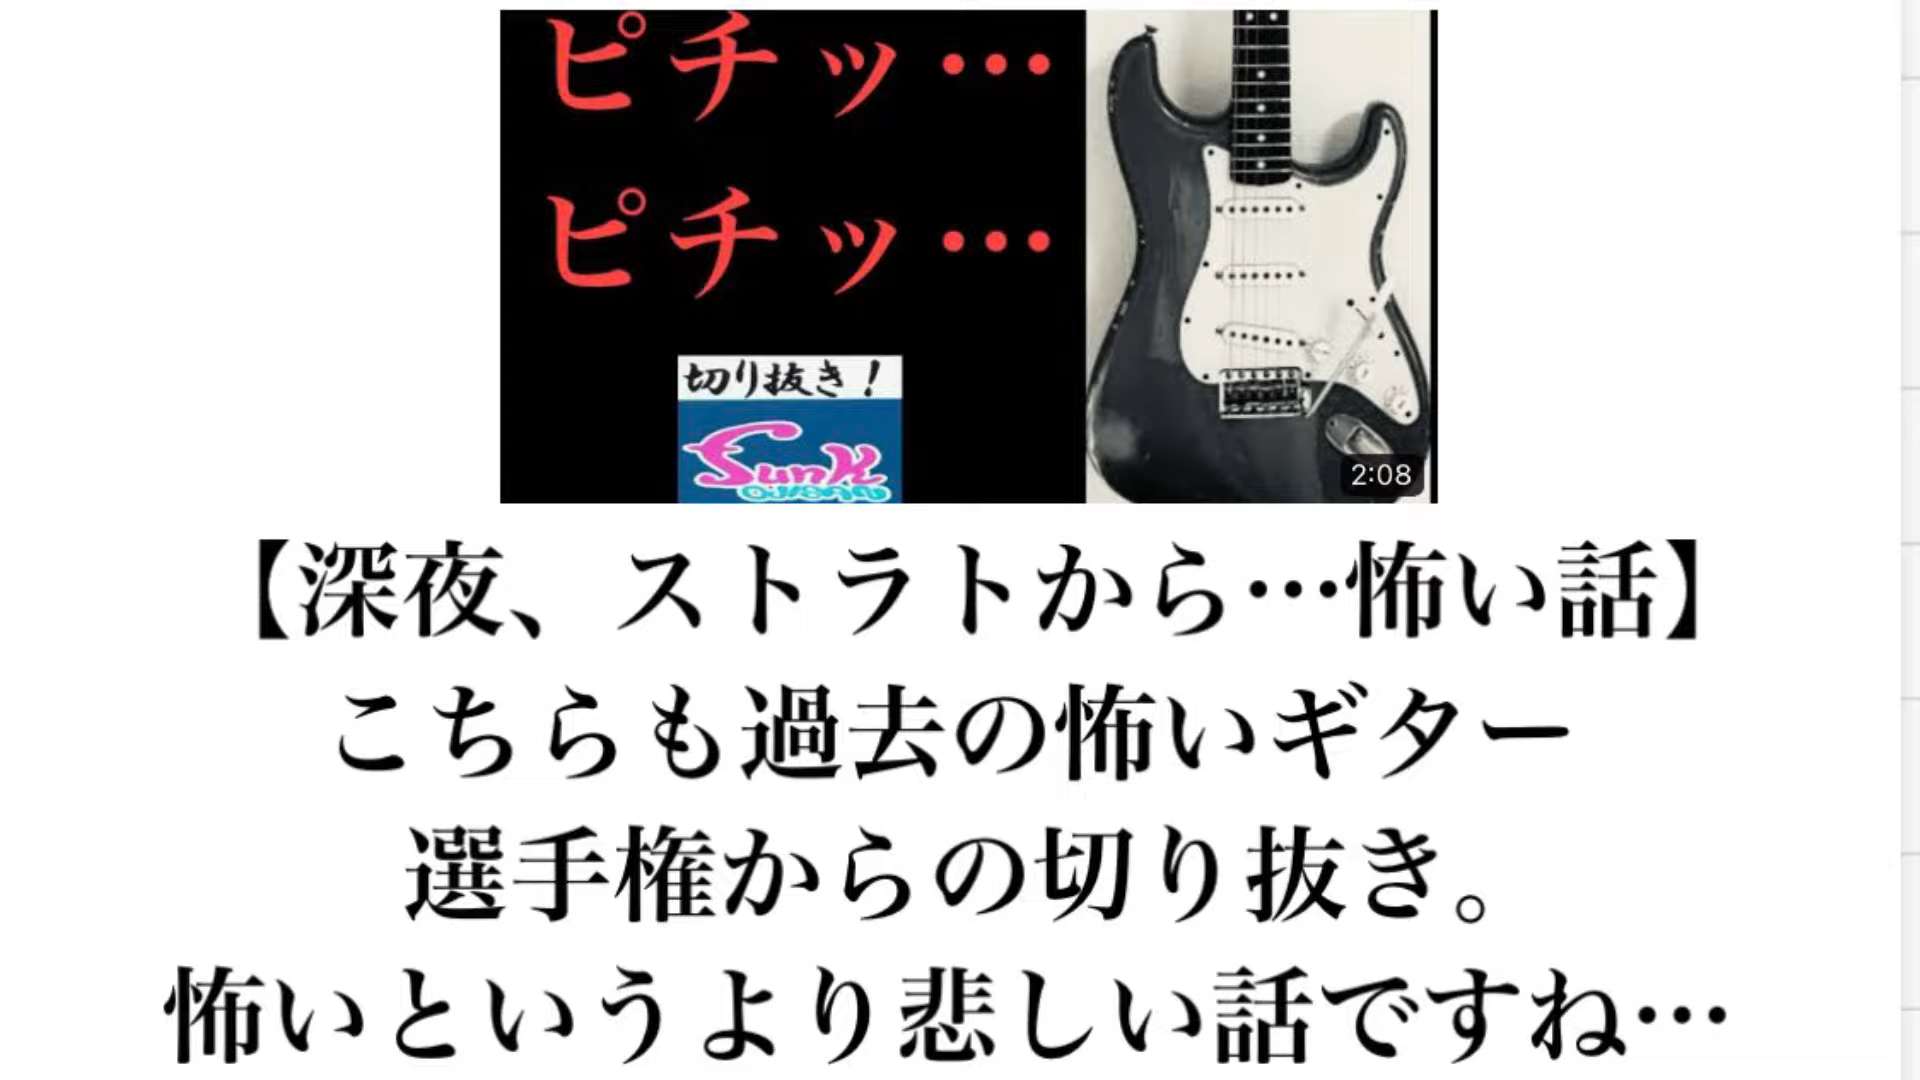 ピチッ…
ピチッ…
切り抜き!
Funk
OJISAN
2:08
【深夜、ストラトから…怖い話】
こちらも過去の怖いギター
選手権からの切り抜き。
怖いというより悲しい話ですね…